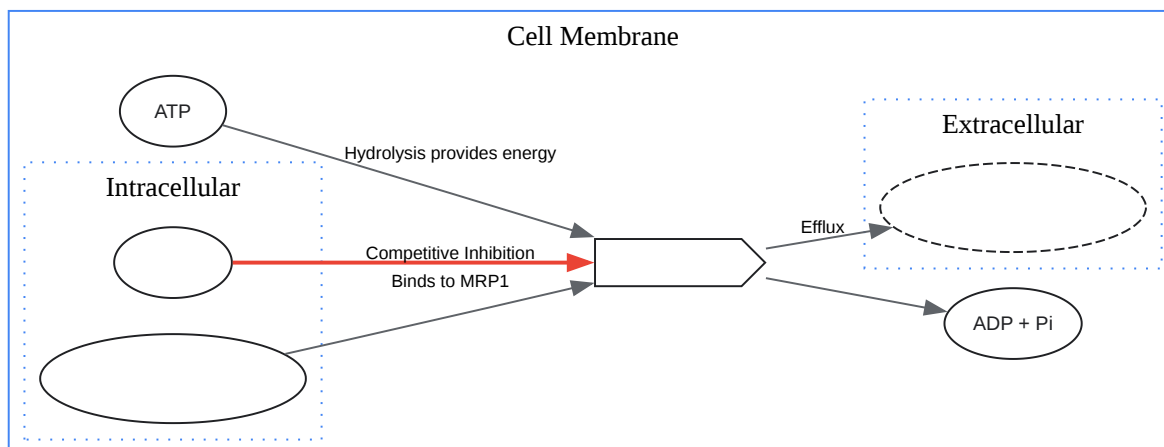 Cell Membrane
ATP
Hydrolysis provides energy
Intracellular
Competitive Inhibition
Binds to MRP1
Extracellular
Efflux
ADP + Pi